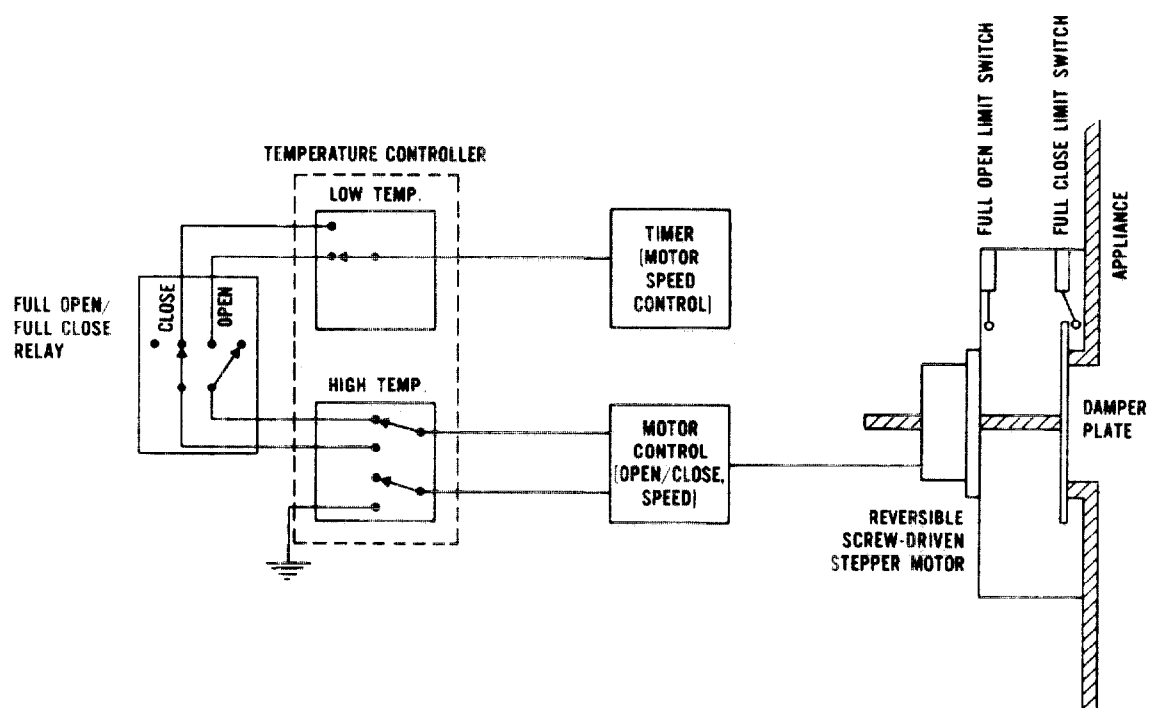 FULL OPEN LIMIT SWITCH
FULL CLOSE LIMIT SWITCH
TEMPERATURE CONTROLLER
LOW TEMP.
TIMER
(MOTOR
SPEED
CONTROL)
APPLIANCE
FULL OPEN/
FULL CLOSE
RELAY
CLOSE
OPEN
HIGH TEMP.
MOTOR
CONTROL
(OPEN/CLOSE,
SPEED)
DAMPER
PLATE
REVERSIBLE
SCREW-DRIVEN
STEPPER MOTOR